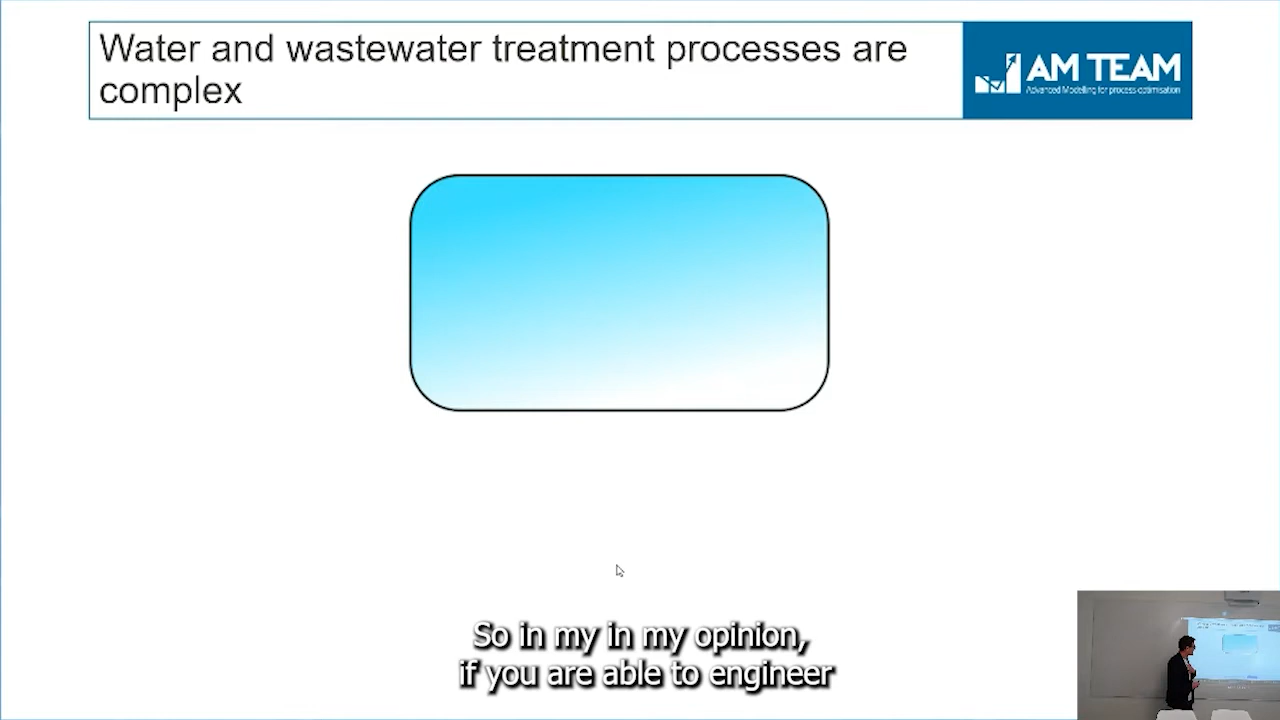 Water and wastewater treatment processes are
complex
AM TEAM
Advanced Modelling for process optimisation
So in my in my opinion,
if you are able to engineer